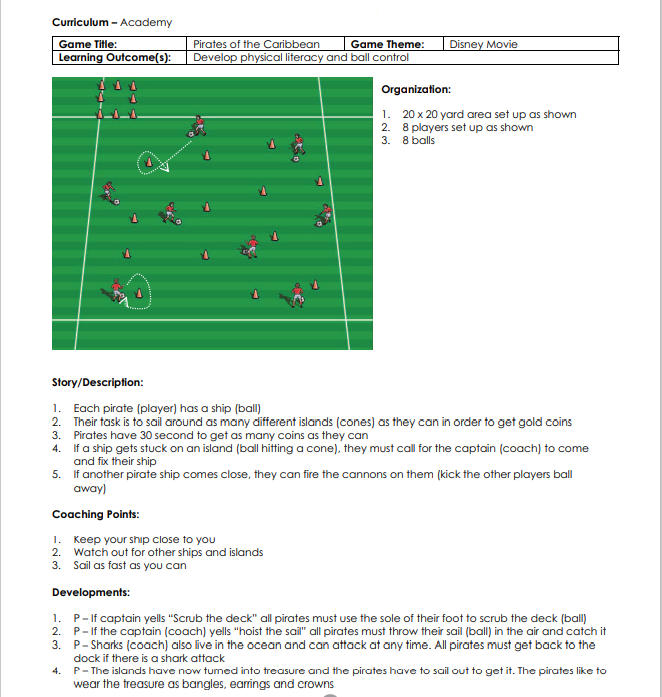 Curriculum – Academy
Game Title: Pirates of the Caribbean Game Theme: Disney Movie
Learning Outcome(s): Develop physical literacy and ball control
Organization:
1. 20 x 20 yard area set up as shown
2. 8 players set up as shown
3. 8 balls
Story/Description:
1. Each pirate (player) has a ship (ball)
2. Their task is to sail around as many different islands (cones) as they can in order to get gold coins
3. Pirates have 30 second to get as many coins as they can
4. If a ship gets stuck on an island (ball hitting a cone), they must call for the captain (coach) to come
and fix their ship
5. If another pirate ship comes close, they can fire the cannons on them (kick the other players ball
away)
Coaching Points:
1. Keep your ship close to you
2. Watch out for other ships and islands
3. Sail as fast as you can
Developments:
1. P – If captain yells “Scrub the deck” all pirates must use the sole of their foot to scrub the deck (ball)
2. P – If the captain (coach) yells “hoist the sail” all pirates must throw their sail (ball) in the air and catch it
3. P – Sharks (coach) also live in the ocean and can attack at any time. All pirates must get back to the
dock if there is a shark attack
4. P – The islands have now turned into treasure and the pirates have to sail out to get it. The pirates like to
wear the treasure as bangles, earrings and crowns